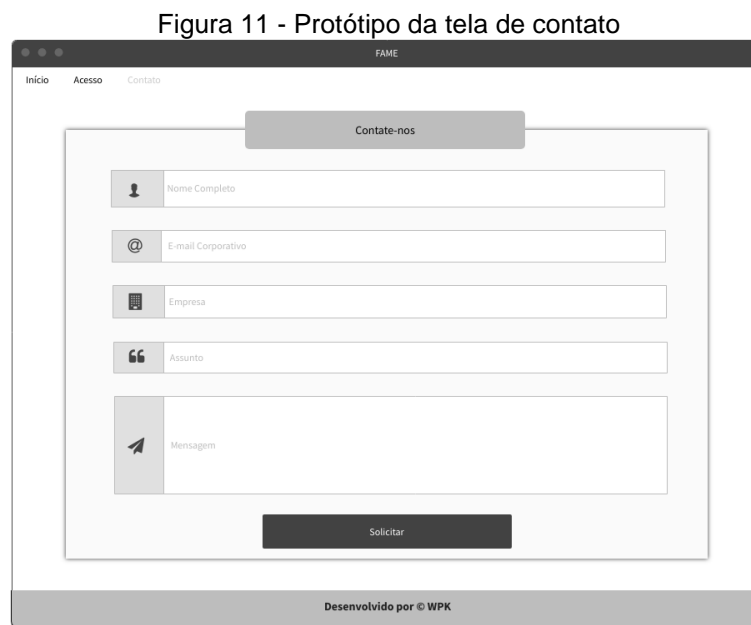 Figura 11 - Protótipo da tela de contato
FAME
Início Acesso Contato
Contate-nos
Nome Completo
@ E-mail Corporativo
Empresa
Assunto
Mensagem
Solicitar
Desenvolvido por © WPK